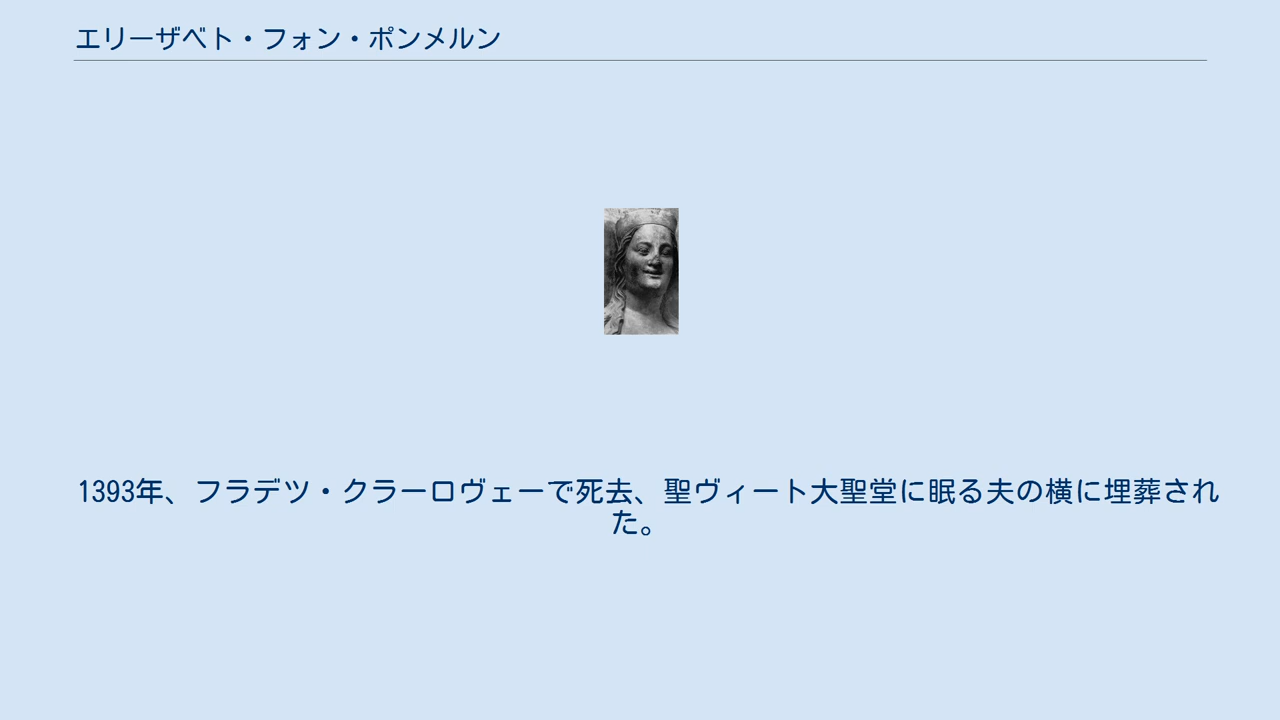 エリーザベト・フォン・ポンメルン
1393年、フラデツ・クラーロヴェーで死去、聖ヴィート大聖堂に眠る夫の横に埋葬され
た。